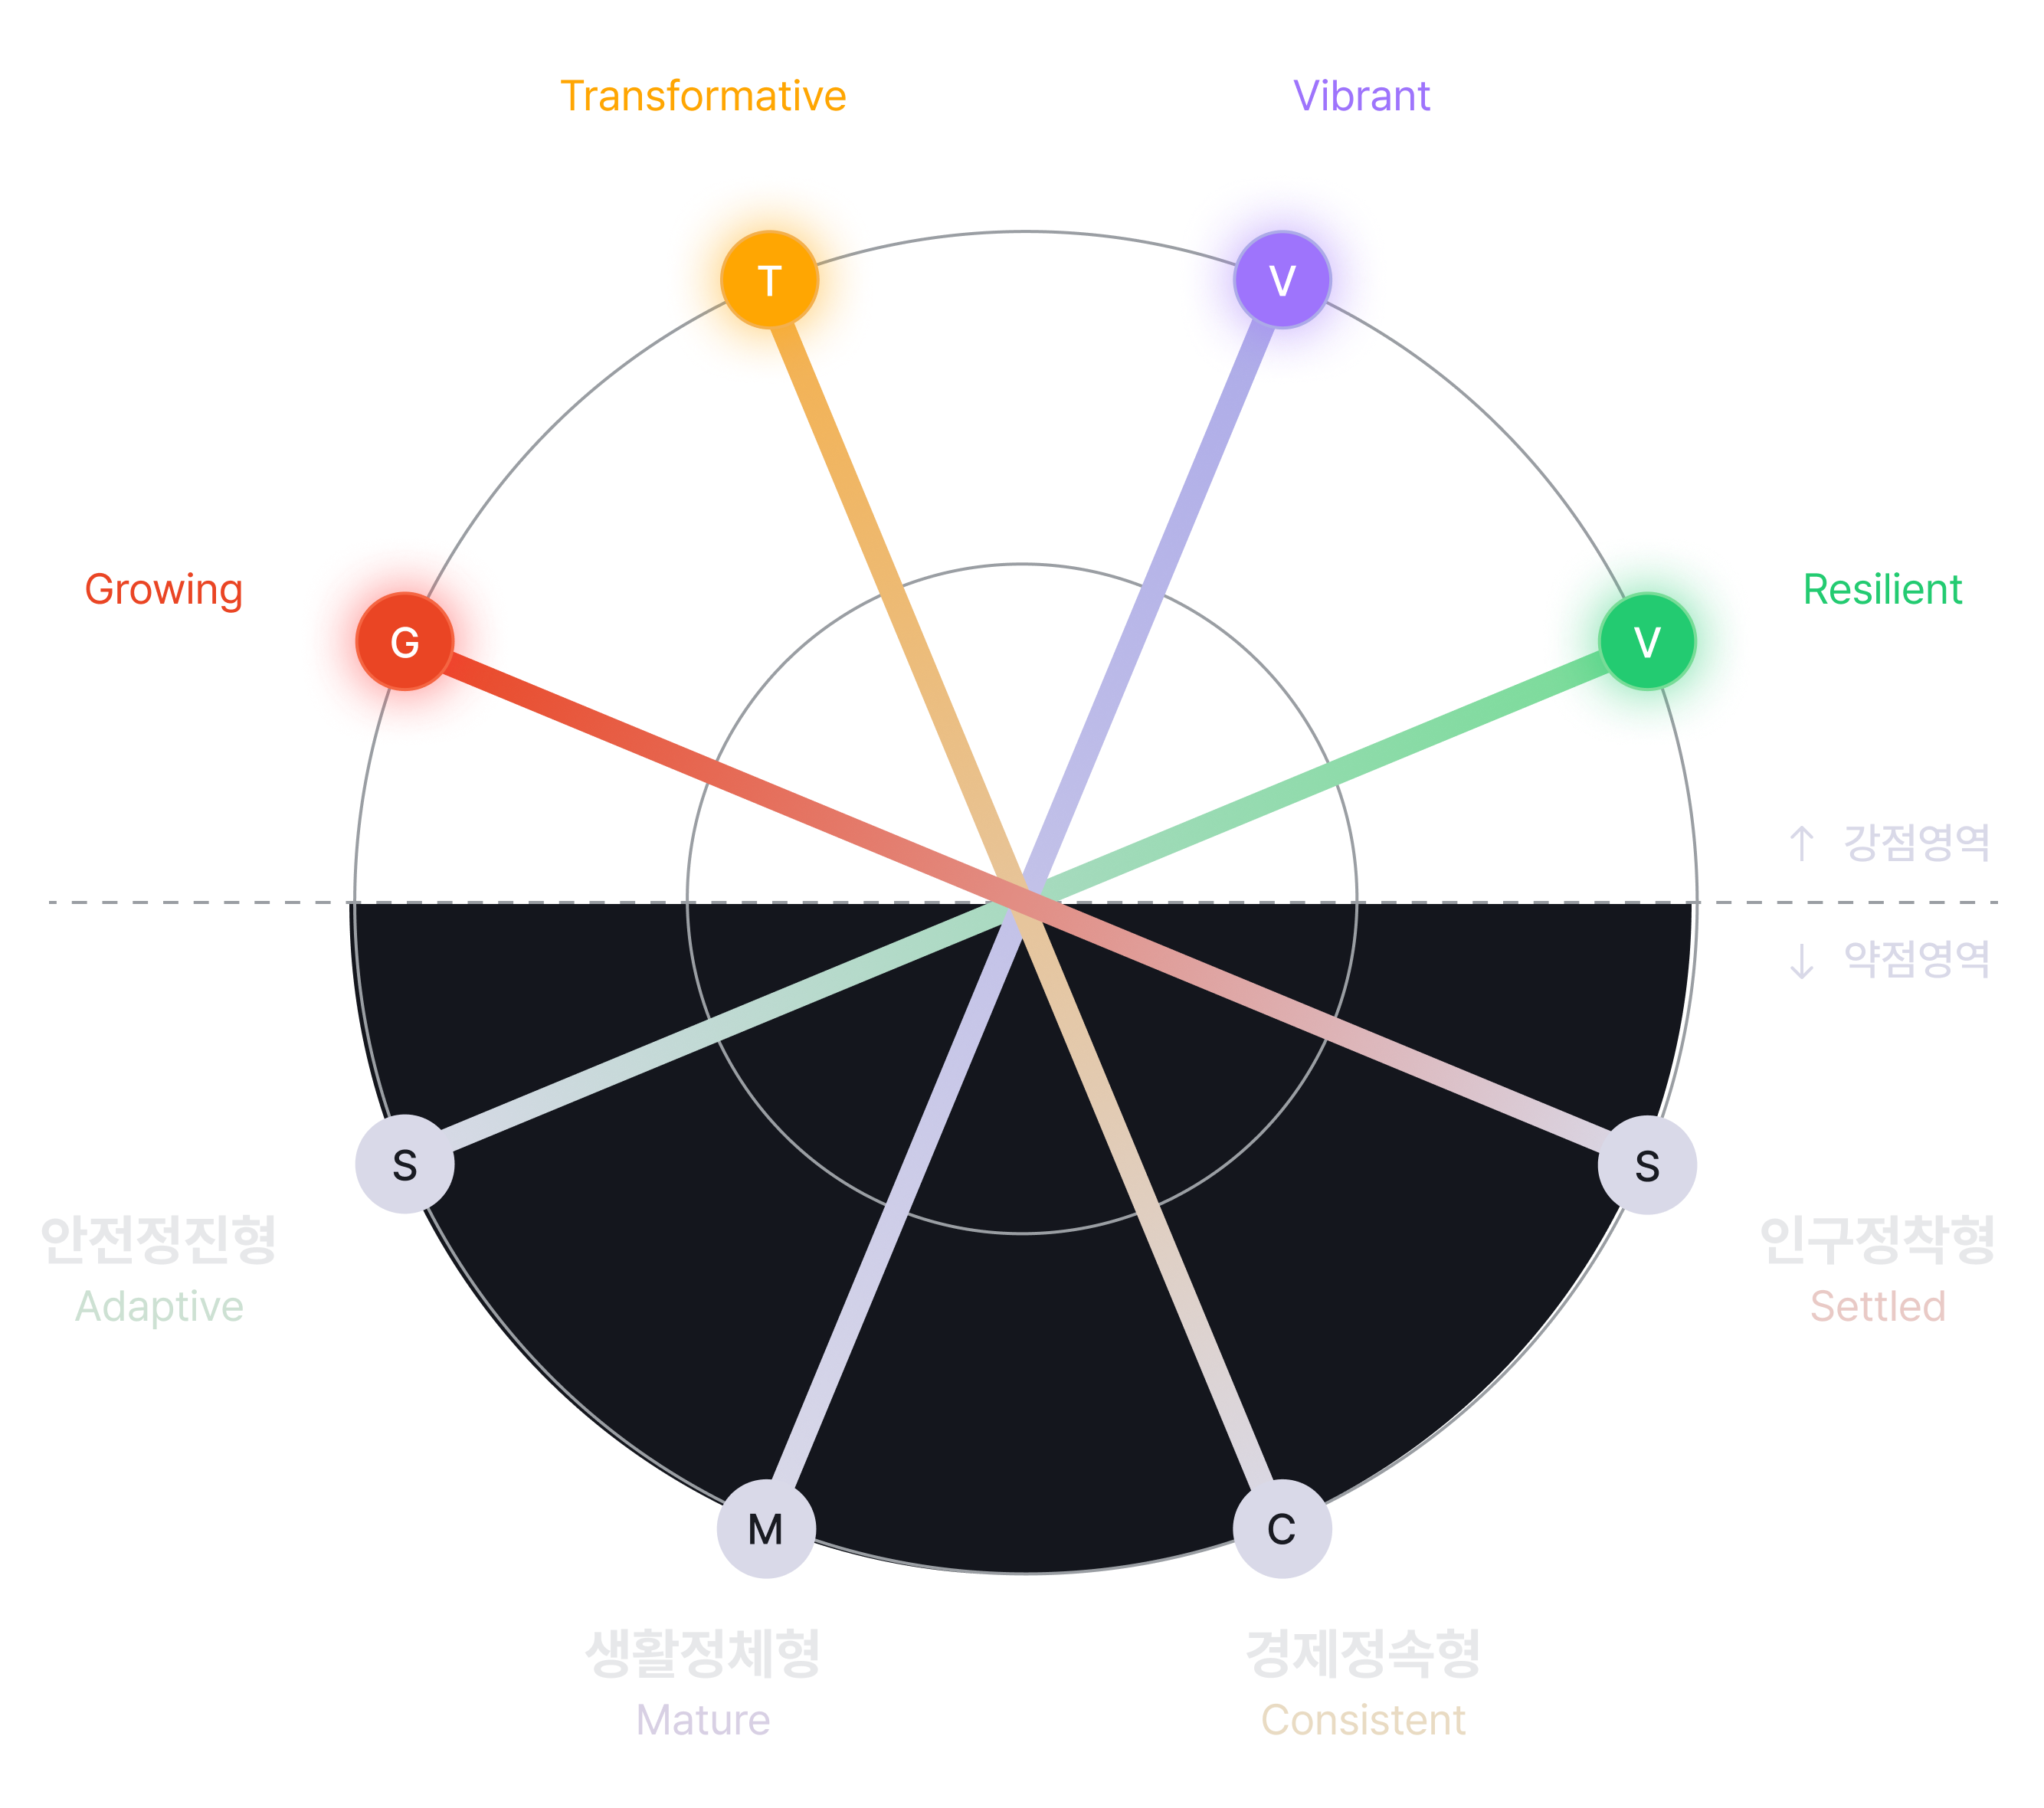 Transformative
Vibrant
T
V
Growing
Resilient
G
V
↑ 강점영역
↓ 약점영역
S
S
안전정진형
Adaptive
인구정착형
Settled
M
C
생활정체형
Mature
경제정속형
Consistent